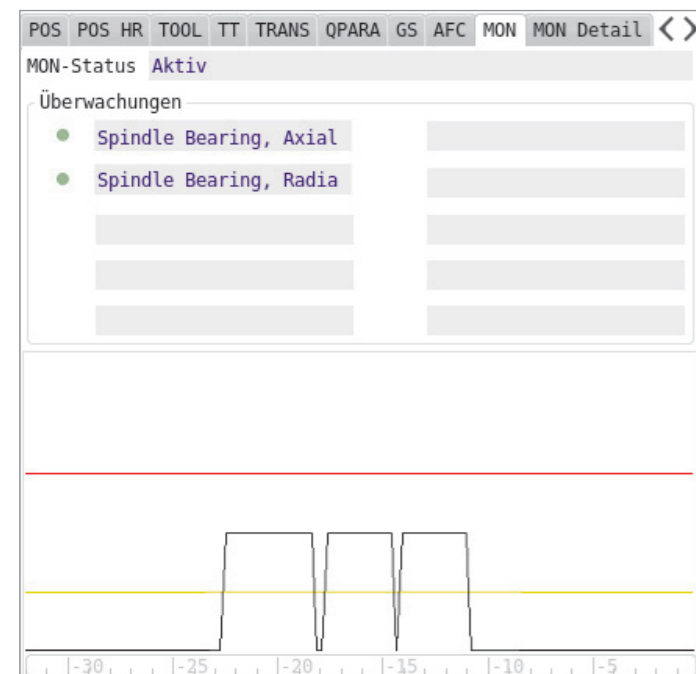 POS POS HR TOOL TT TRANS QPARA GS AFC MON MON Detail
MON-Status Aktiv
Überwachungen
Spindle Bearing, Axial
Spindle Bearing, Radia
-30 -25 -20 -15 -10 -5